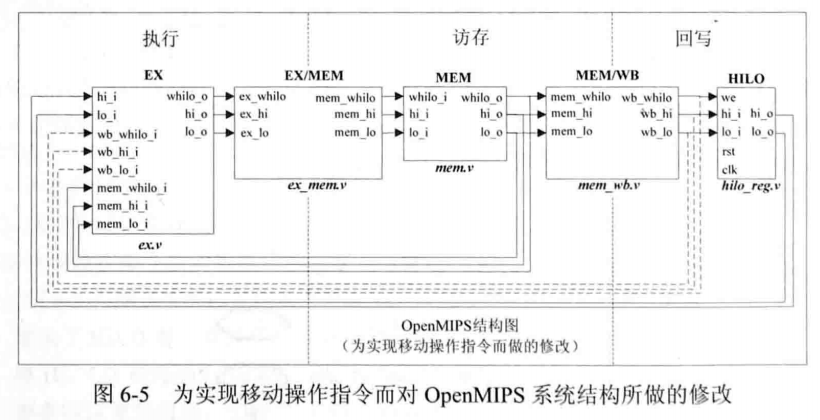 执行 访存 回写
EX EX/MEM MEM MEM/WB HILO
hi_i whilo_o
lo_i hi_o
wb_whilo_i lo_o
wb_hi_i
wb_lo_i
mem_whilo_i
mem_hi_i
mem_lo_i
ex.v
ex_whilo mem_whilo
ex_hi mem_hi
ex_lo mem_lo
ex_mem.v
whilo_i whilo_o
hi_i hi_o
lo_i lo_o
mem.v
mem_whilo wb_whilo
mem_hi wb_hi
mem_lo wb_lo
mem_wb.v
we
hi_i hi_o
lo_i lo_o
rst
clk
hilo_reg.v
OpenMIPS结构图
（为实现移动操作指令而做的修改）
图 6-5 为实现移动操作指令而对 OpenMIPS 系统结构所做的修改